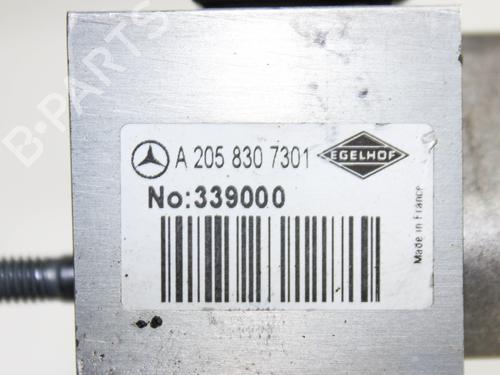 B-PARTS
A 205 830 7301
EGELHOF
No:339000
Made in France